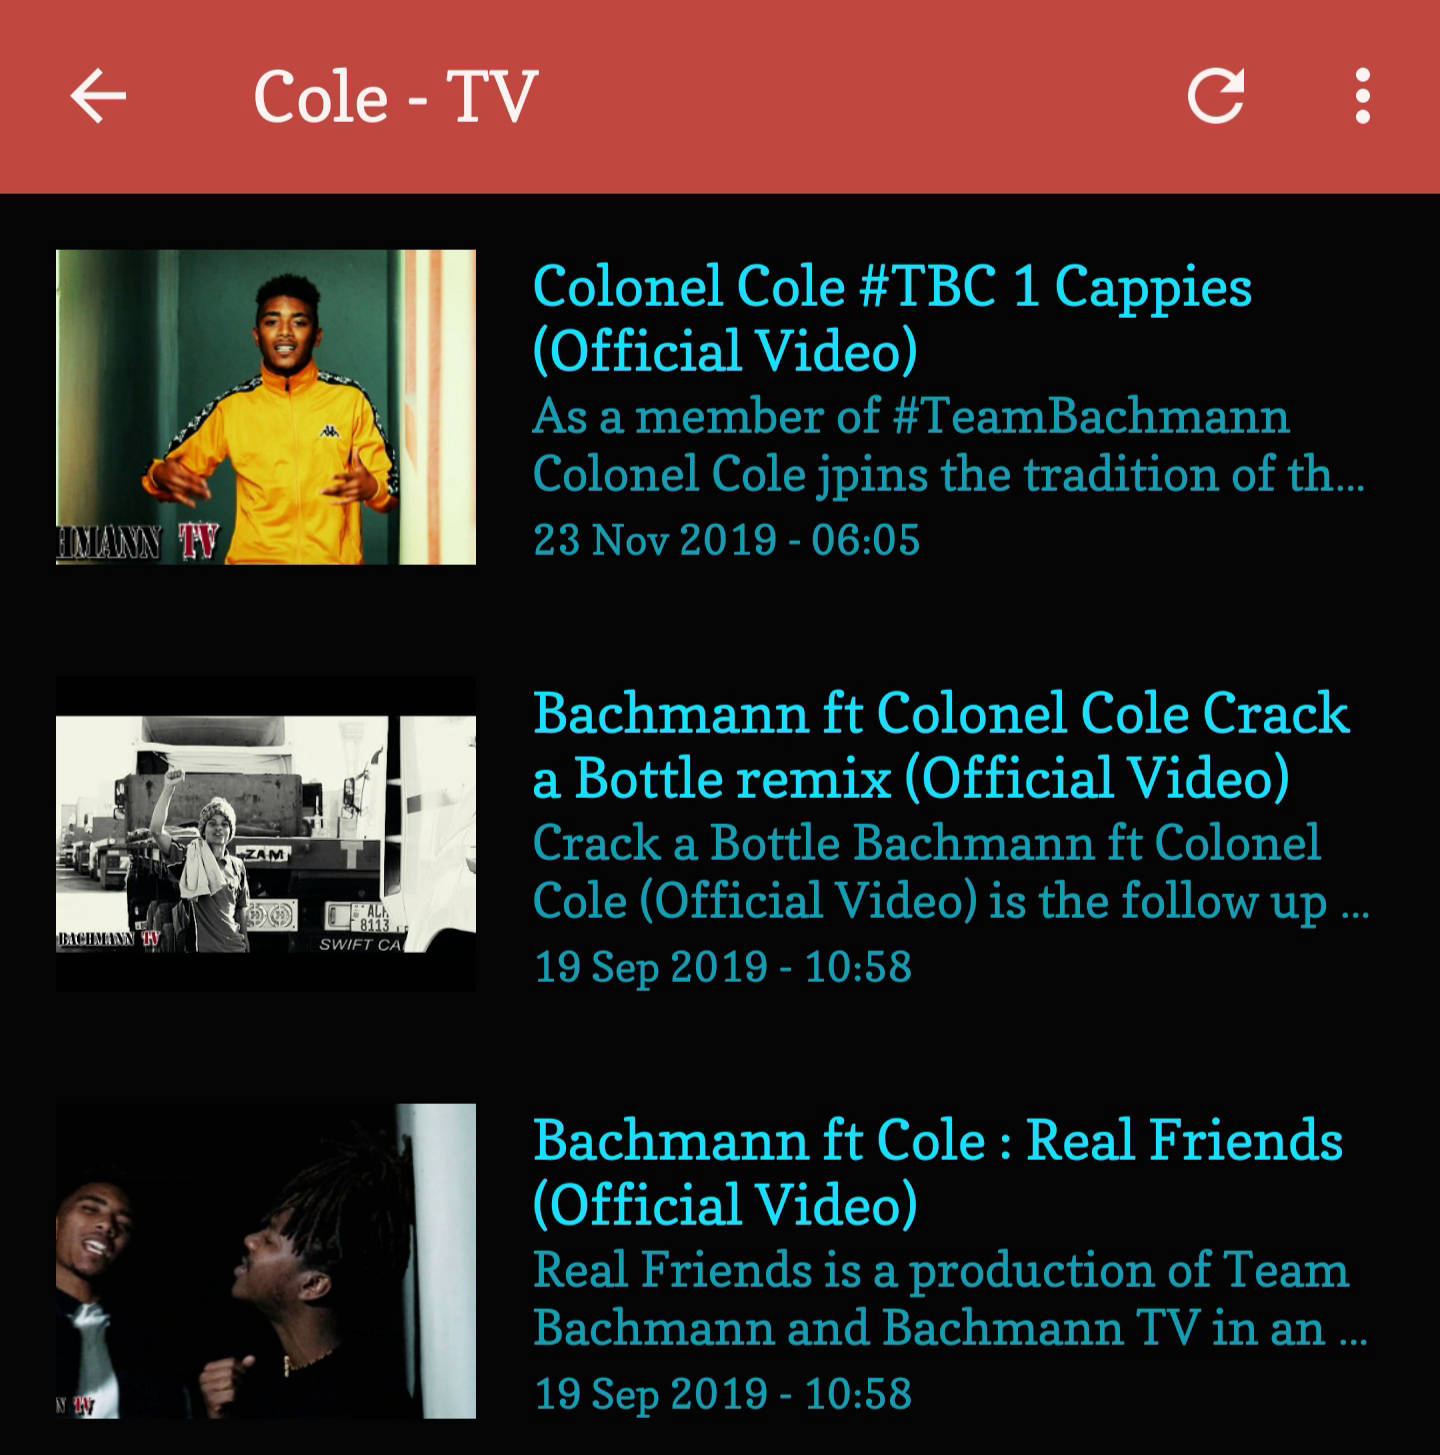 Cole - TV
Colonel Cole #TBC 1 Cappies
(Official Video)
As a member of #TeamBachmann
Colonel Cole jpins the tradition of th...
23 Nov 2019 - 06:05
HMANN TV
Bachmann ft Colonel Cole Crack
a Bottle remix (Official Video)
Crack a Bottle Bachmann ft Colonel
Cole (Official Video) is the follow up ...
19 Sep 2019 - 10:58
ZAM
T
8113
SWIFT CA
BACHMANN TV
Bachmann ft Cole : Real Friends
(Official Video)
Real Friends is a production of Team
Bachmann and Bachmann TV in an ...
19 Sep 2019 - 10:58
N TV